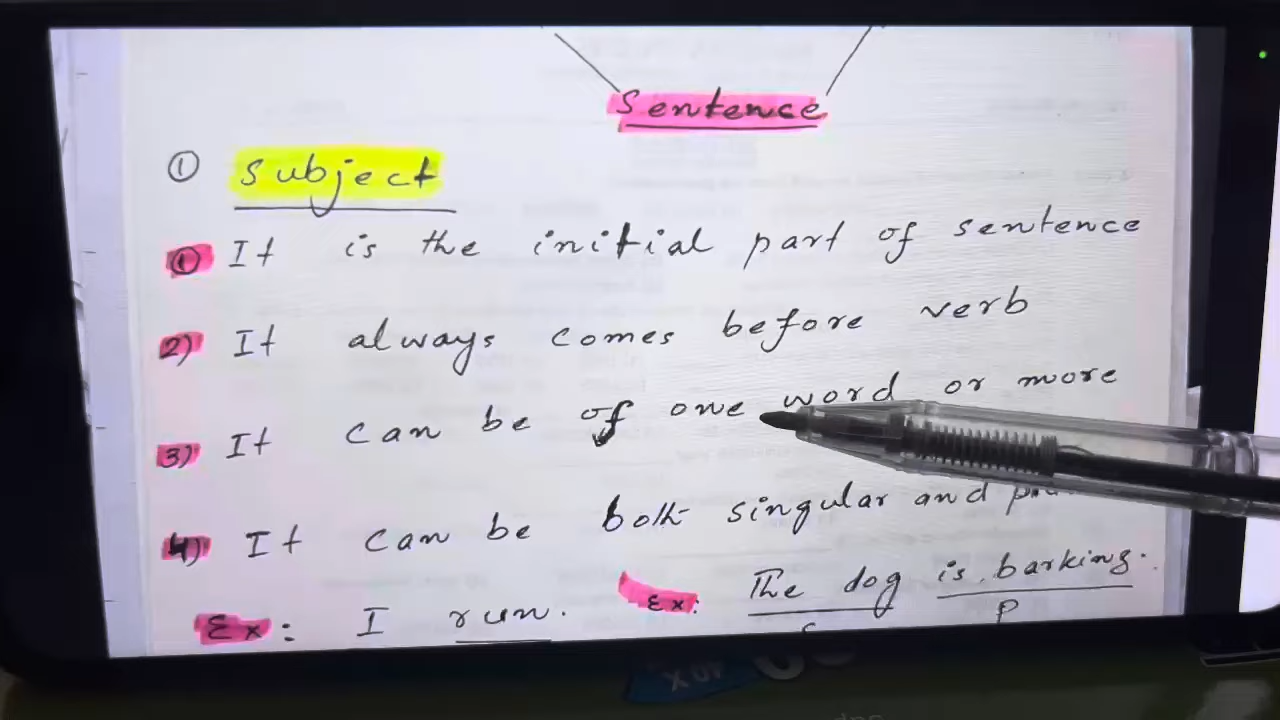 Sentence
① Subject
① It is the initial part of sentence
2) It always comes before verb
3) It can be of one word or more
4) It can be both singular and
Ex: I run. Ex: The dog is barking.
P